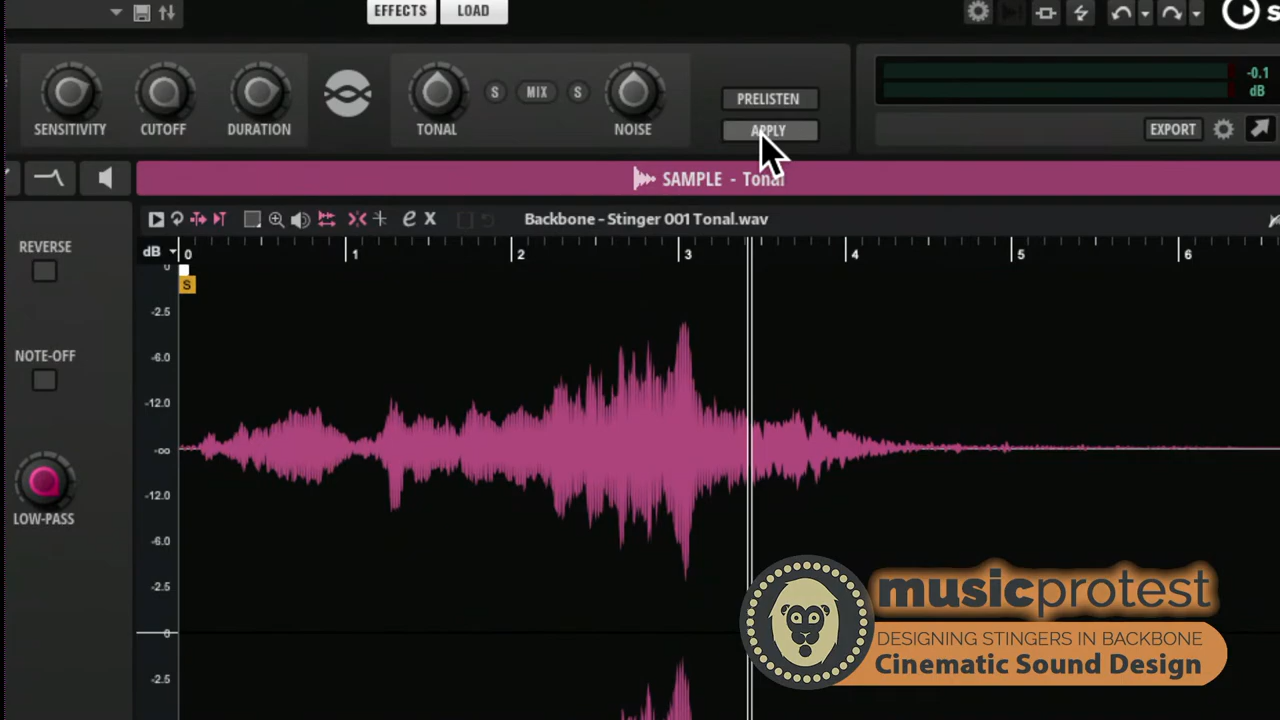 EFFECTS LOAD
S
SENSITIVITY CUTOFF DURATION TONAL S MIX S NOISE
PRELISTEN
APPLY
-0.1
dB
EXPORT
SAMPLE - Tonal
Backbone - Stinger 001 Tonal.wav
REVERSE
NOTE-OFF
LOW-PASS
dB 0 1 2 3 4 5 6
S
0
-2.5
-6.0
-12.0
-∞
-12.0
-6.0
-2.5
0
-2.5
musicprotest
DESIGNING STINGERS IN BACKBONE
Cinematic Sound Design